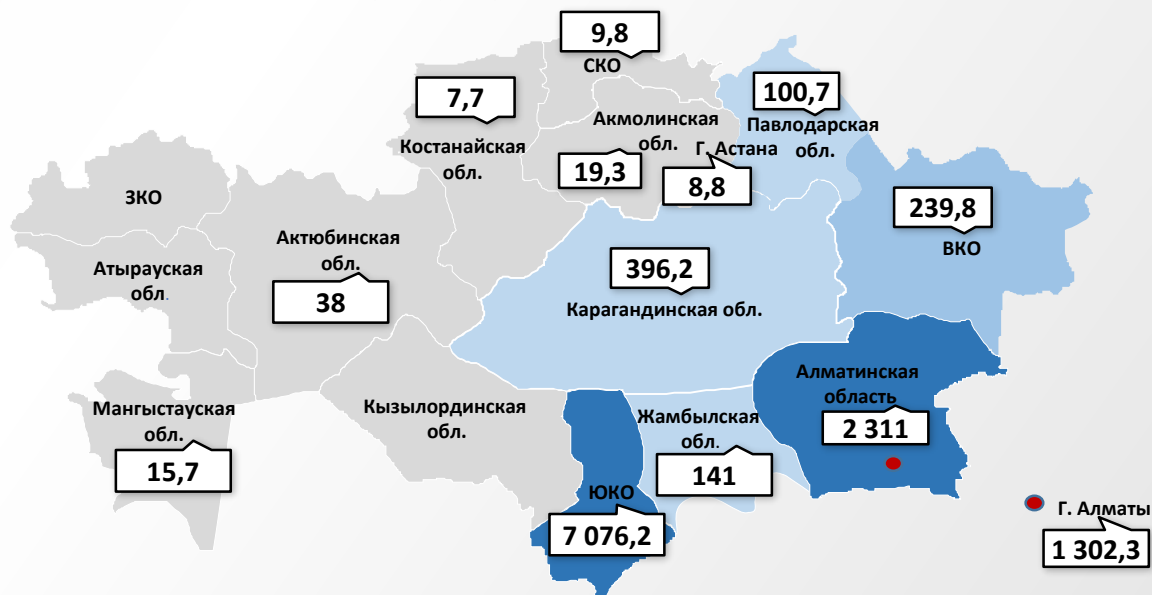 9,8
СКО
7,7
Костанайская
обл.
Акмолинская
обл.
19,3
Г. Астана
8,8
100,7
Павлодарская
обл.
ЗКО
Атырауская
обл.
Актюбинская
обл.
38
396,2
Карагандинская обл.
239,8
ВКО
Мангыстауская
обл.
15,7
Кызылординская
обл.
ЮКО
7 076,2
Жамбылская
обл.
141
Алматинская
область
2 311
Г. Алматы
1 302,3